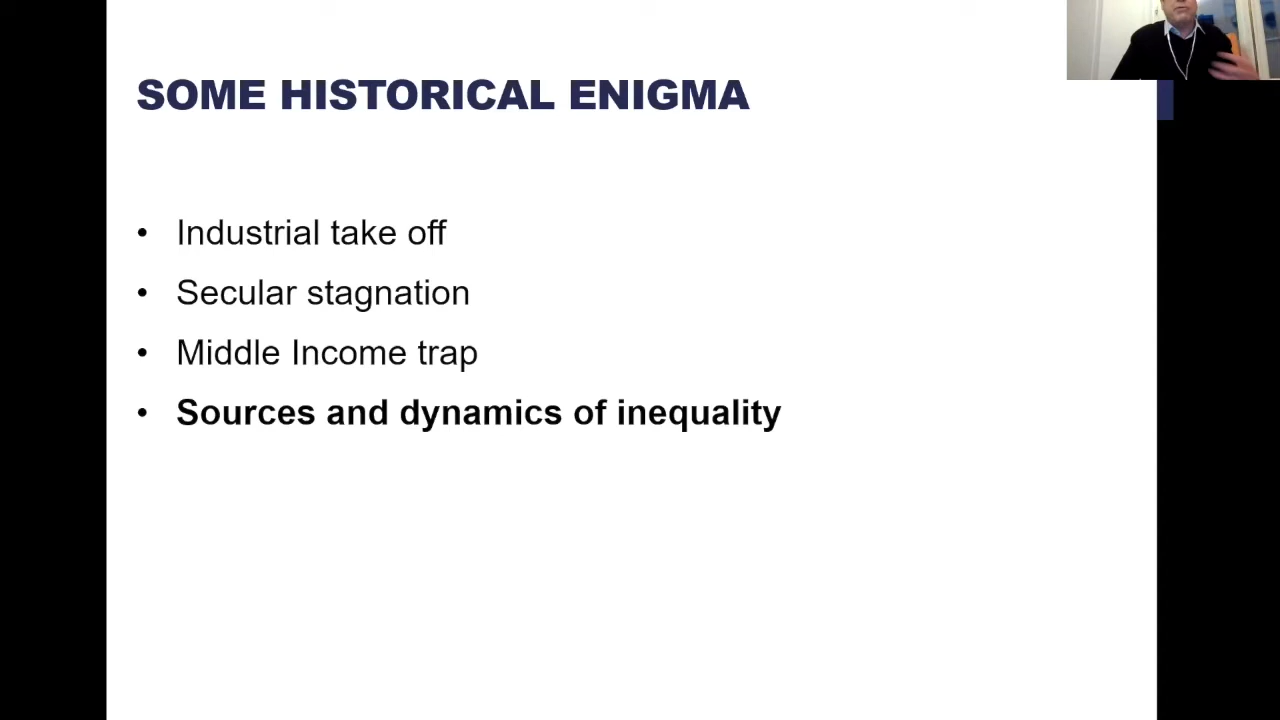 SOME HISTORICAL ENIGMA
• Industrial take off
• Secular stagnation
• Middle Income trap
• Sources and dynamics of inequality